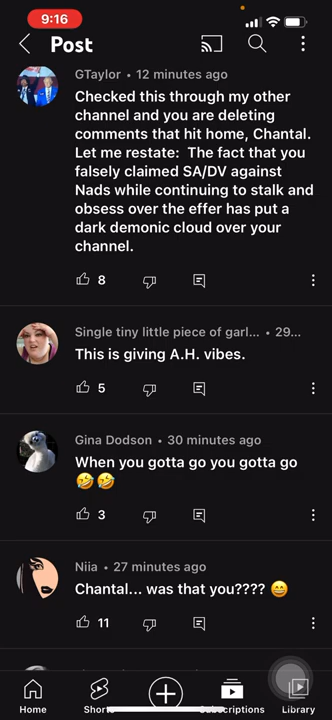 9:16
Post
GTaylor • 12 minutes ago
Checked this through my other
channel and you are deleting
comments that hit home, Chantal.
Let me restate: The fact that you
falsely claimed SA/DV against
Nads while continuing to stalk and
obsess over the effer has put a
dark demonic cloud over your
channel.
8
Single tiny little piece of garl... • 29...
This is giving A.H. vibes.
5
Gina Dodson • 30 minutes ago
When you gotta go you gotta go
🤣🤣
3
Niia • 27 minutes ago
Chantal... was that you???? 😄
11
Home Shorts Subscriptions Library